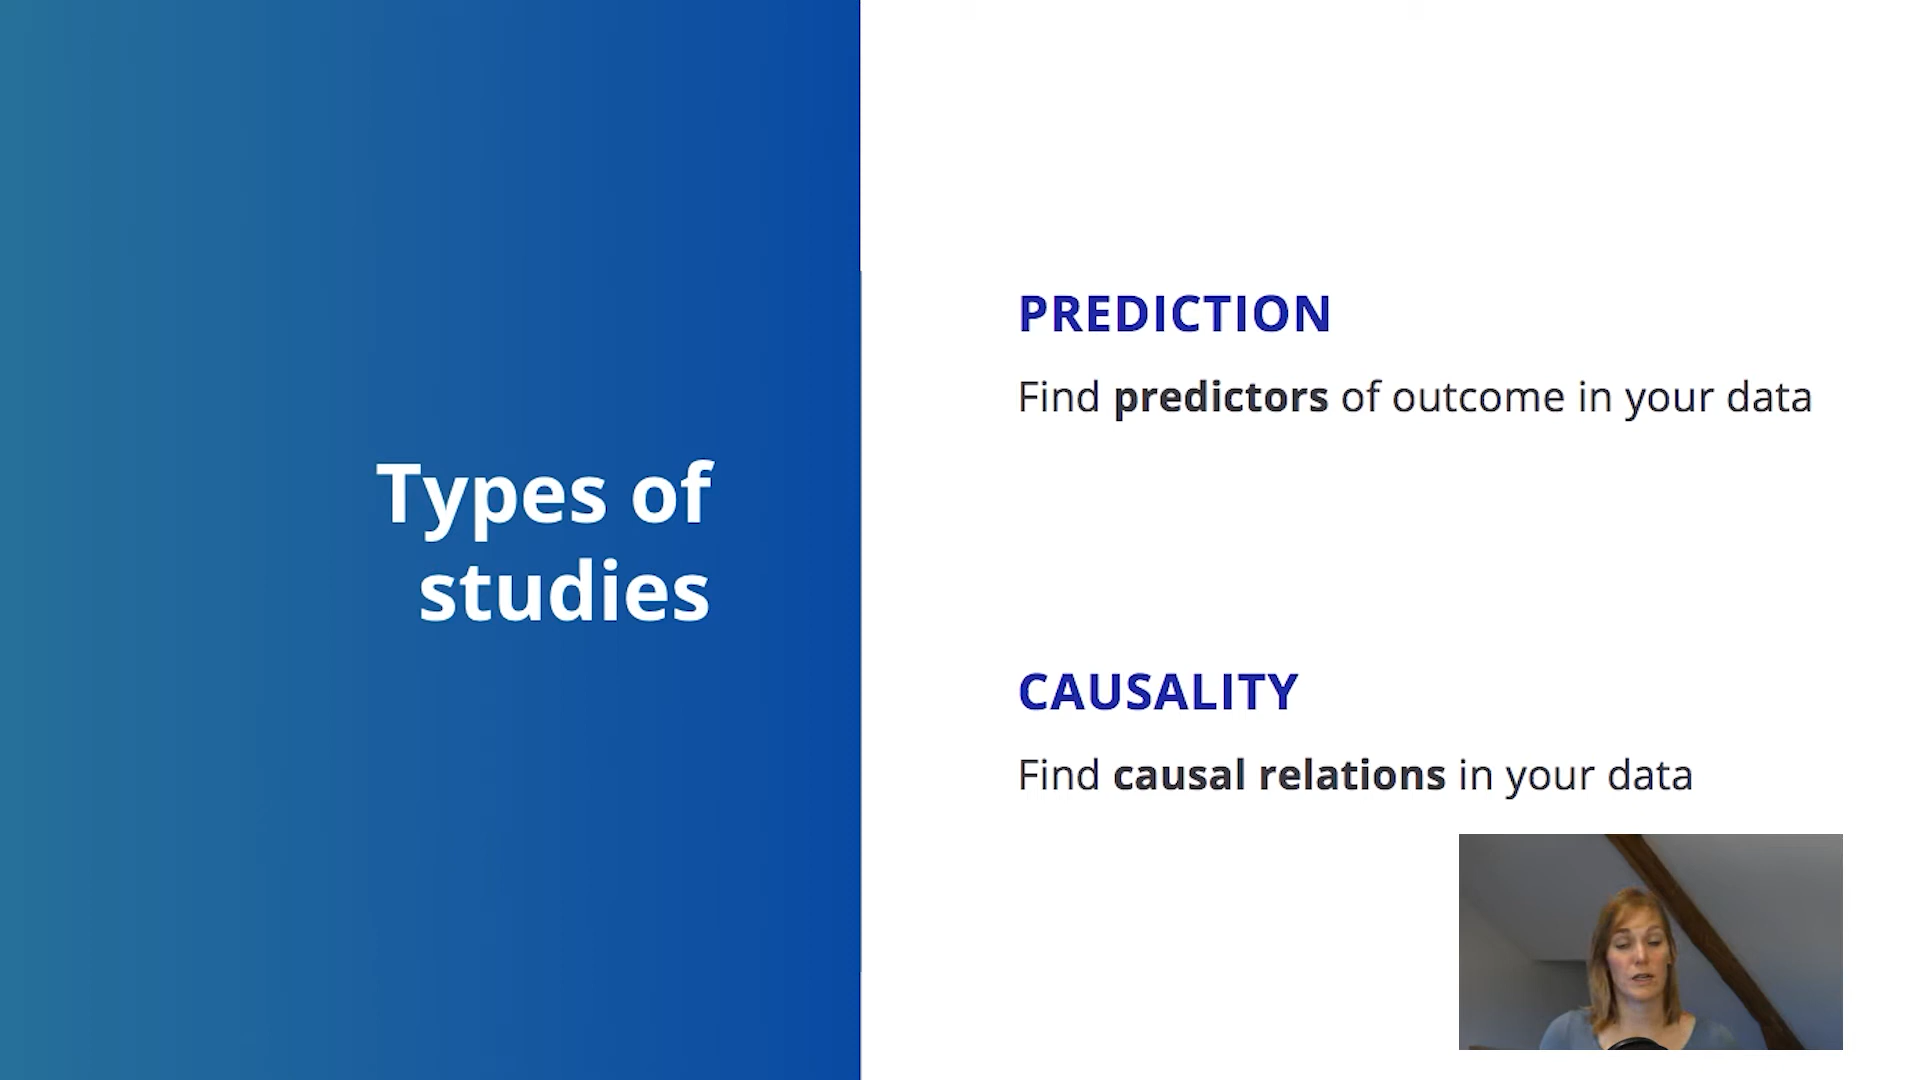 Types of
studies
PREDICTION
Find predictors of outcome in your data
CAUSALITY
Find causal relations in your data